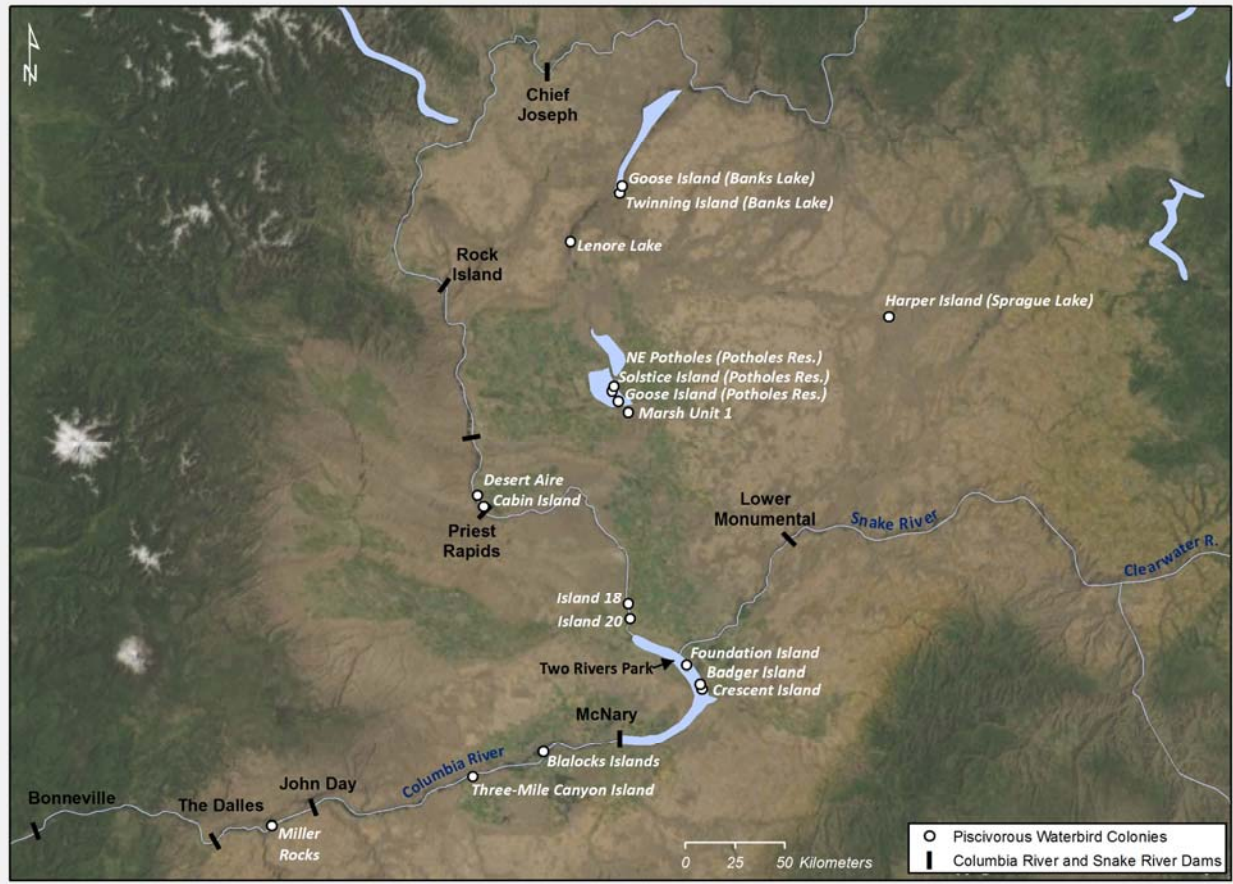 N
Chief
Joseph
Goose Island (Banks Lake)
Twinning Island (Banks Lake)
Lenore Lake
Rock
Island
Harper Island (Sprague Lake)
NE Potholes (Potholes Res.)
Solstice Island (Potholes Res.)
Goose Island (Potholes Res.)
Marsh Unit 1
Desert Aire
Cabin Island
Priest
Rapids
Lower
Monumental
Snake River
Clearwater R.
Island 18
Island 20
Foundation Island
Two Rivers Park
Badger Island
Crescent Island
McNary
Blalocks Islands
Columbia River
Three-Mile Canyon Island
John Day
The Dalles
Bonneville
Miller
Rocks
0 25 50 Kilometers
Piscivorous Waterbird Colonies
Columbia River and Snake River Dams